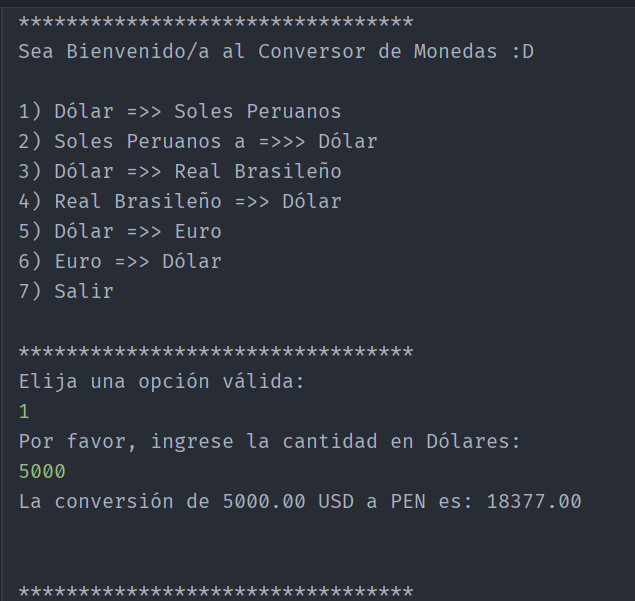 *********************************
Sea Bienvenido/a al Conversor de Monedas :D
1) Dólar =>> Soles Peruanos
2) Soles Peruanos a =>>> Dólar
3) Dólar =>> Real Brasileño
4) Real Brasileño =>> Dólar
5) Dólar =>> Euro
6) Euro =>> Dólar
7) Salir
*********************************
Elija una opción válida:
1
Por favor, ingrese la cantidad en Dólares:
5000
La conversión de 5000.00 USD a PEN es: 18377.00
*********************************